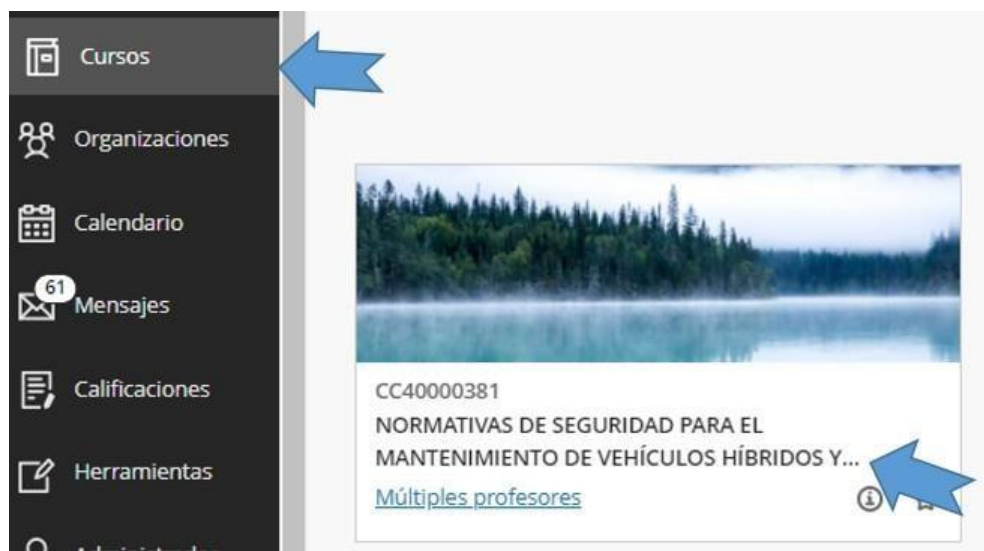 Cursos
Organizaciones
Calendario
61
Mensajes
Calificaciones
Herramientas
CC40000381
NORMATIVAS DE SEGURIDAD PARA EL
MANTENIMIENTO DE VEHÍCULOS HÍBRIDOS Y...
Múltiples profesores